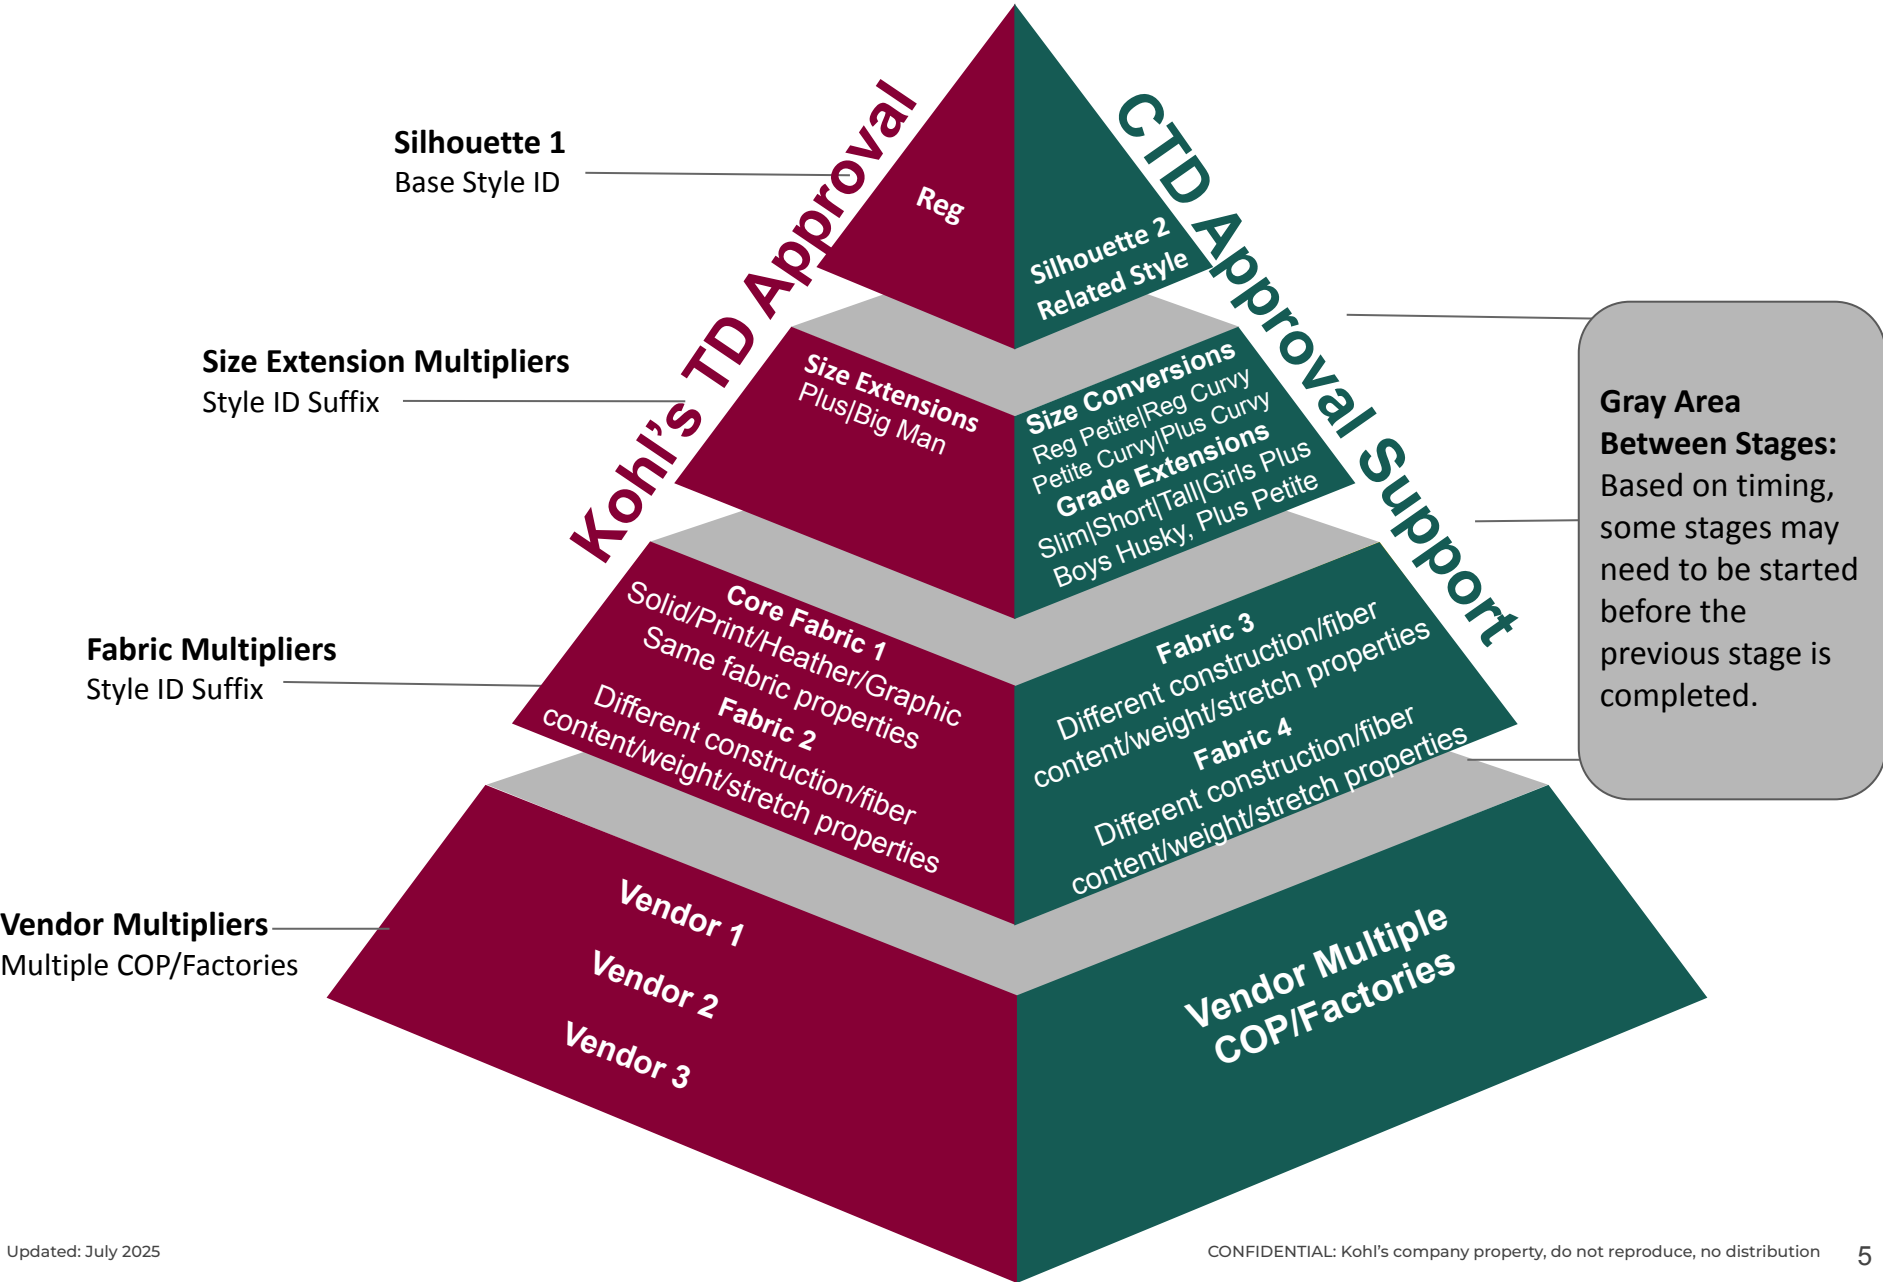 Kohl's TD Approval
CTD Approval Support
Silhouette 1
Base Style ID
Reg
Silhouette 2
Related Style
Size Extension Multipliers
Style ID Suffix
Size Extensions
Plus|Big Man
Size Conversions
Reg Petite|Reg Curvy
Petite Curvy|Plus Curvy
Grade Extensions
Slim|Short|Tall|Girls Plus
Boys Husky, Plus Petite
Gray Area
Between Stages:
Based on timing,
some stages may
need to be started
before the
previous stage is
completed.
Fabric Multipliers
Style ID Suffix
Core Fabric 1
Solid/Print/Heather/Graphic
Same fabric properties
Fabric 2
Different construction/fiber
content/weight/stretch properties
Fabric 3
Different construction/fiber
content/weight/stretch properties
Fabric 4
Different construction/fiber
content/weight/stretch properties
Vendor Multipliers
Multiple COP/Factories
Vendor 1
Vendor 2
Vendor 3
Vendor Multiple
COP/Factories
Updated: July 2025
CONFIDENTIAL: Kohl's company property, do not reproduce, no distribution
5